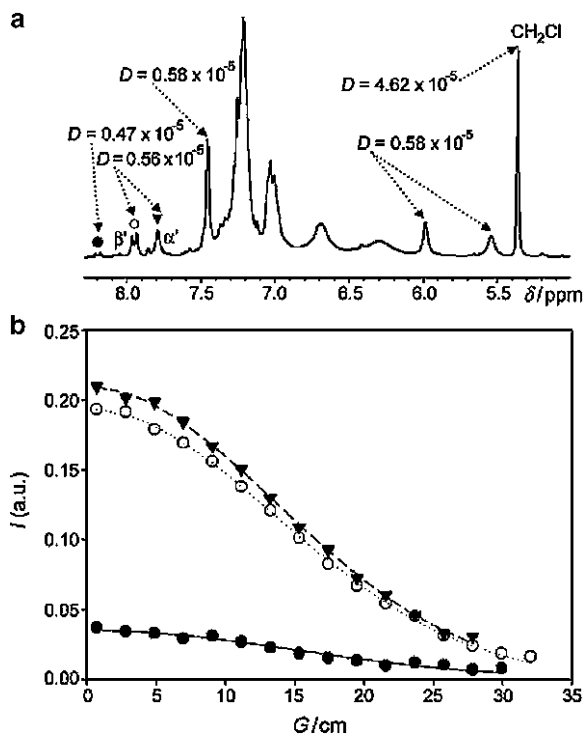 a
CH₂Cl
D = 0.58 x 10⁻⁵
D = 4.62 x 10⁻⁵
D = 0.47 x 10⁻⁵
D = 0.56 x 10⁻⁵
D = 0.58 x 10⁻⁵
β' α'
8.0 7.5 7.0 6.5 6.0 5.5 δ/ppm
b
0.25
0.20
0.15
0.10
0.05
0.00
I (a.u.)
0 5 10 15 20 25 30 35
G/cm